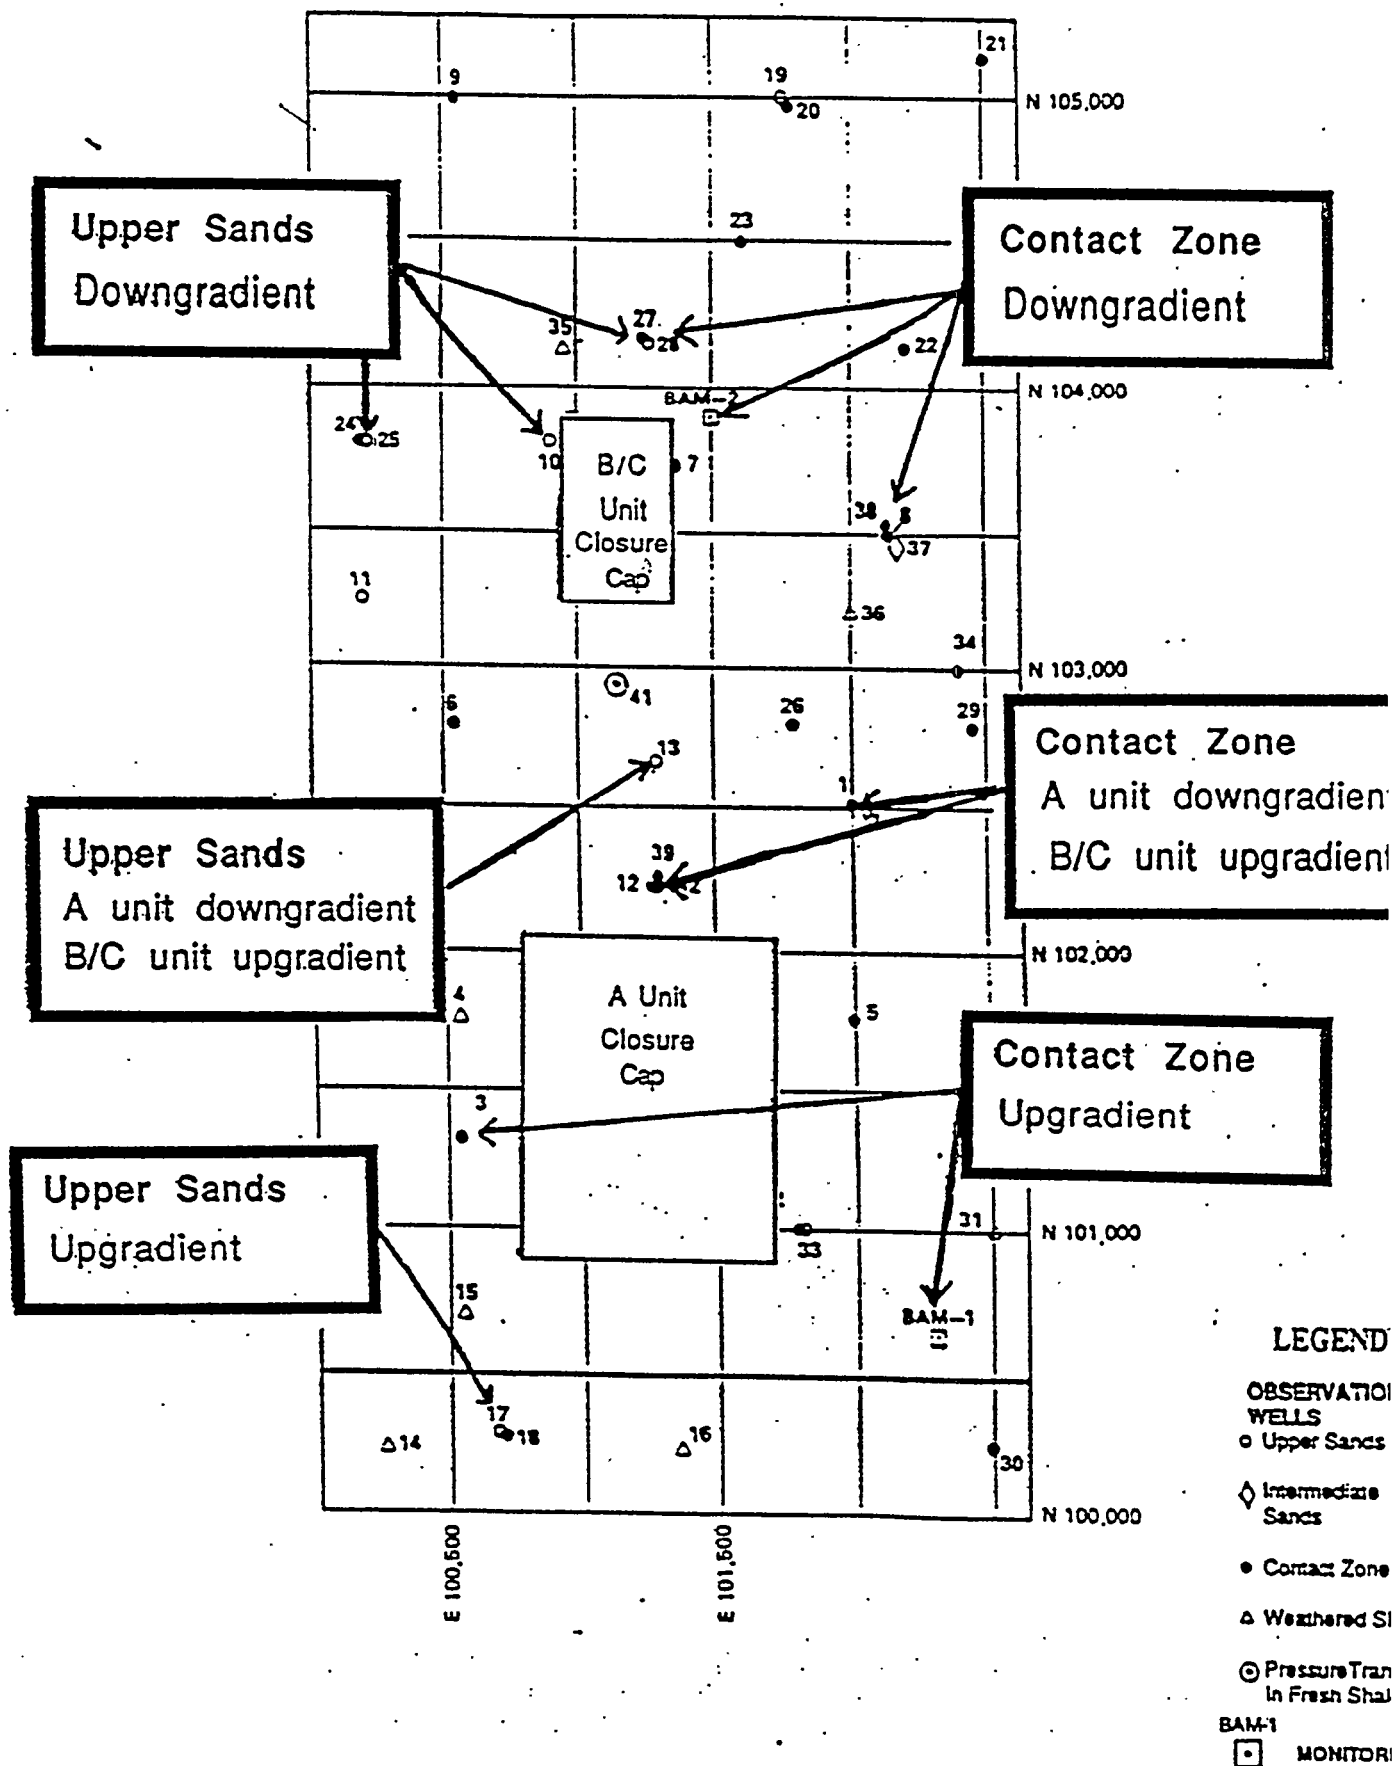 21
9
19
20
N 105,000
Upper Sands
Downgradient
23
Contact Zone
Downgradient
35
27
28
22
N 104,000
BAM-2
24
25
10
B/C
Unit
Closure
Cap
7
38
8
37
11
36
34
N 103,000
41
6
26
29
13
Contact Zone
A unit downgradien
B/C unit upgradien
1
Upper Sands
A unit downgradient
B/C unit upgradient
39
12
2
N 102,000
4
A Unit
Closure
Cap
5
Contact Zone
Upgradient
3
Upper Sands
Upgradient
31
N 101,000
33
15
BAM-1
17
18
14
16
30
N 100,000
E 100,500
E 101,500
LEGEND
OBSERVATIO
WELLS
Upper Sands
Intermediate
Sands
Contact Zone
Weathered Sh
Pressure Tran
In Fresh Shal
BAM-1
MONITORI